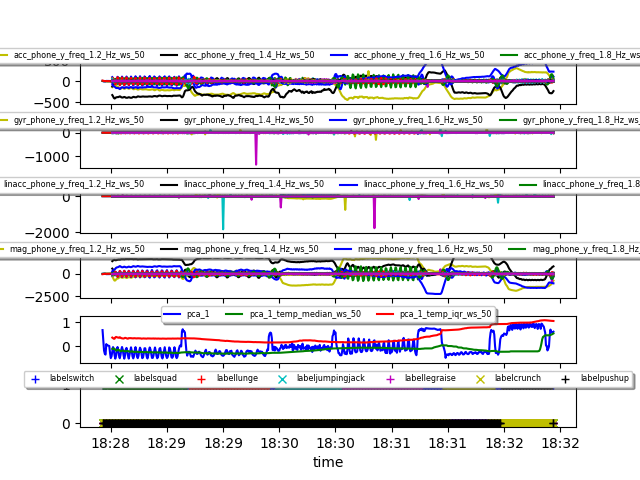 acc_phone_y_freq_1.2_Hz_ws_50 acc_phone_y_freq_1.4_Hz_ws_50 acc_phone_y_freq_1.6_Hz_ws_50 acc_phone_y_freq_1.8_Hz_ws
0
−500
gyr_phone_y_freq_1.2_Hz_ws_50 gyr_phone_y_freq_1.4_Hz_ws_50 gyr_phone_y_freq_1.6_Hz_ws_50 gyr_phone_y_freq_1.8_Hz_ws_
0
−1000
linacc_phone_y_freq_1.2_Hz_ws_50 linacc_phone_y_freq_1.4_Hz_ws_50 linacc_phone_y_freq_1.6_Hz_ws_50 linacc_phone_y_freq_1.8
0
−2000
mag_phone_y_freq_1.2_Hz_ws_50 mag_phone_y_freq_1.4_Hz_ws_50 mag_phone_y_freq_1.6_Hz_ws_50 mag_phone_y_freq_1.8_Hz_
0
−2500
pca_1 pca_1_temp_median_ws_50 pca_1_temp_iqr_ws_50
1
0
labelswitch labelsquad labellunge labeljumpingjack labellegraise labelcrunch labelpushup
0
18:28 18:29 18:29 18:30 18:30 18:31 18:31 18:32 18:32
time